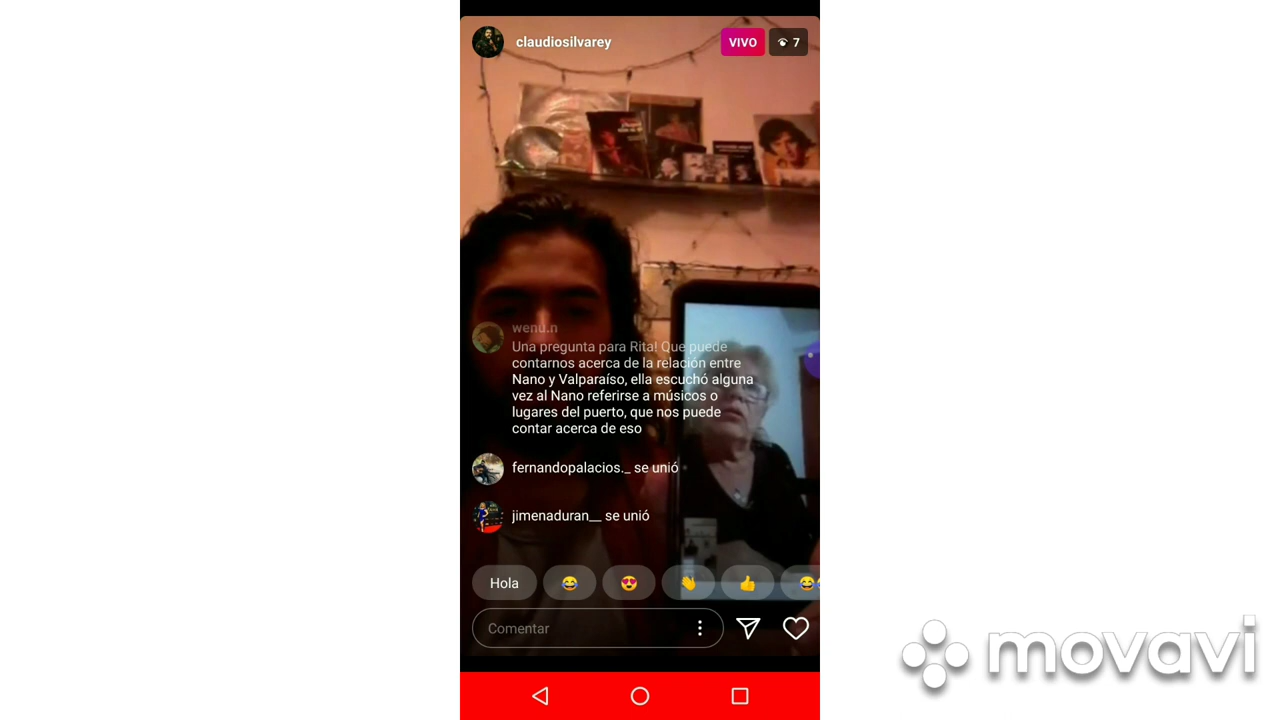 claudiosilvarey
VIVO
7
wenu.n
Una pregunta para Rita! Que puede
contarnos acerca de la relación entre
Nano y Valparaíso, ella escuchó alguna
vez al Nano referirse a músicos o
lugares del puerto, que nos puede
contar acerca de eso
fernandopalacios._ se unió
jimenaduran__ se unió
Hola
Comentar
movavi